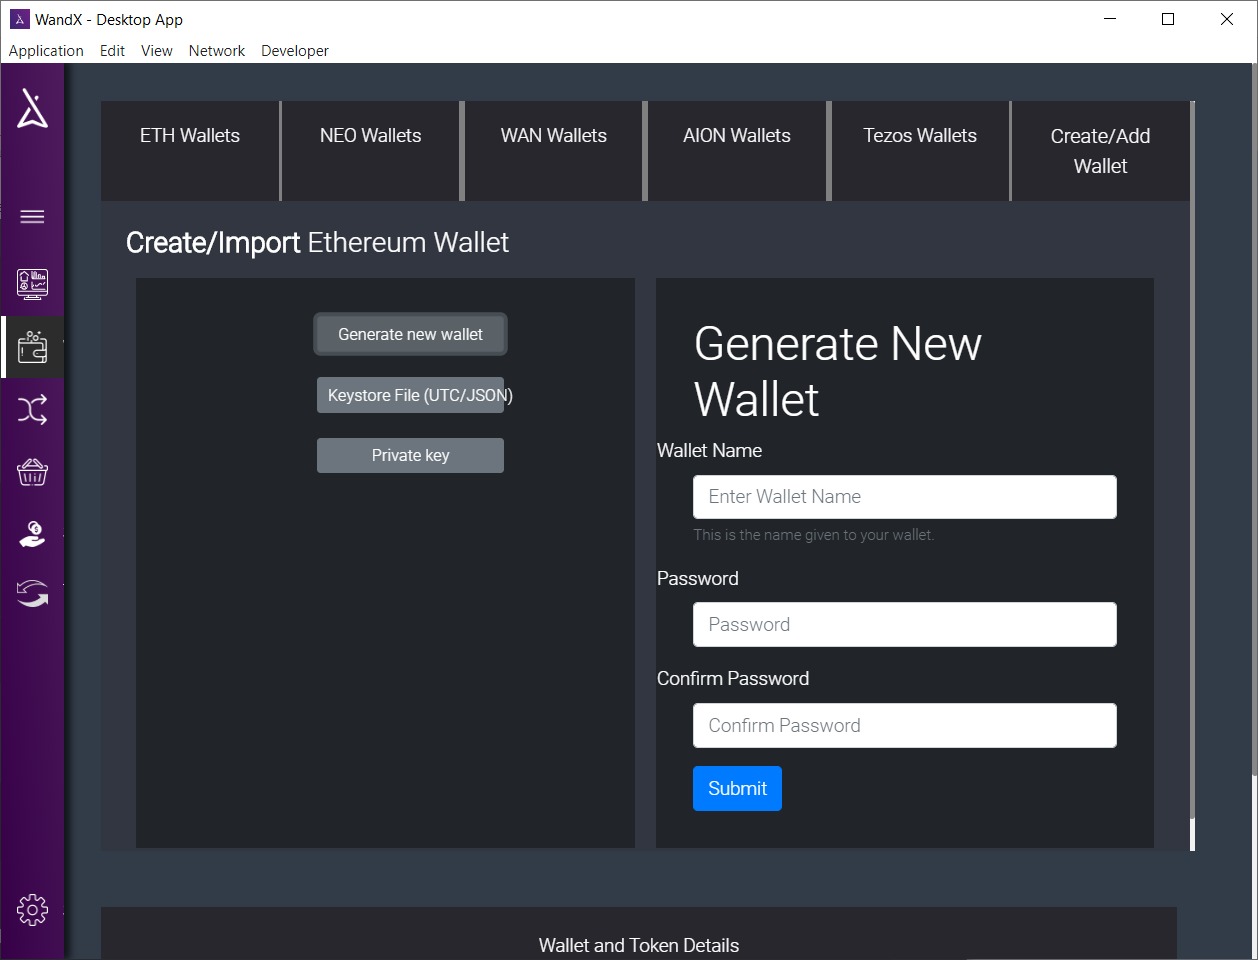 WandX - Desktop App
Application Edit View Network Developer
ETH Wallets
NEO Wallets
WAN Wallets
AION Wallets
Tezos Wallets
Create/Add
Wallet
Create/Import Ethereum Wallet
Generate new wallet
Keystore File (UTC/JSON)
Private key
Generate New
Wallet
Wallet Name
Enter Wallet Name
This is the name given to your wallet.
Password
Password
Confirm Password
Confirm Password
Submit
Wallet and Token Details